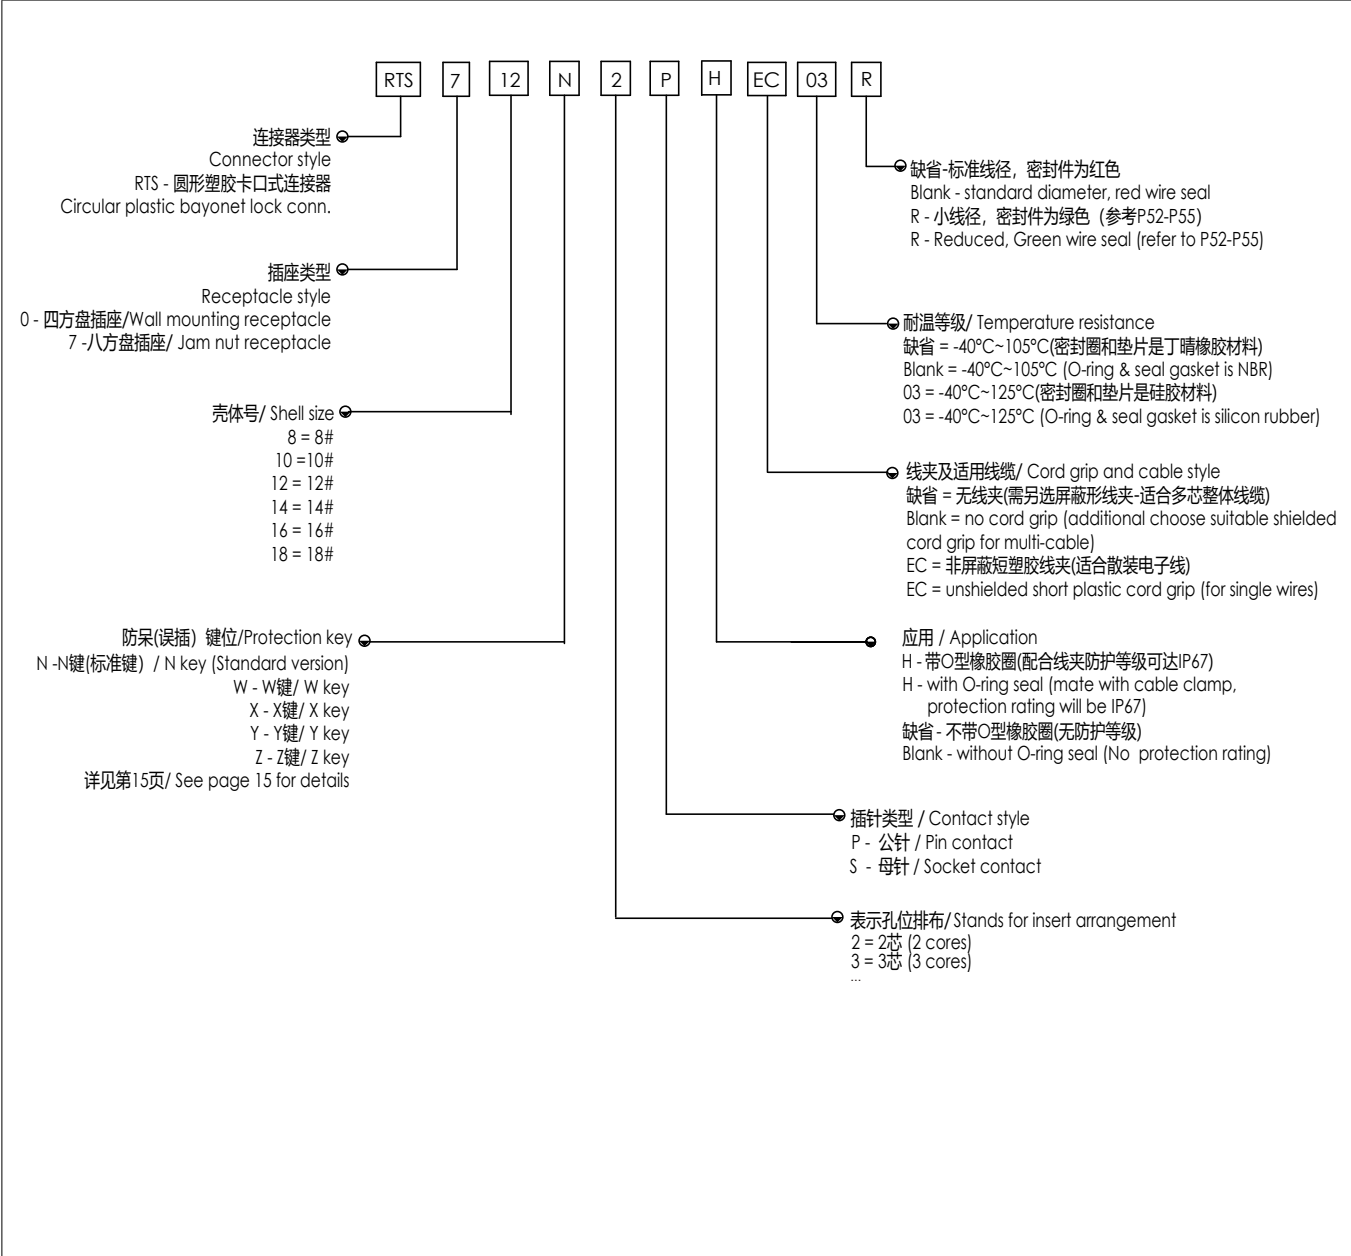 RTS 7 12 N 2 P H EC 03 R
连接器类型
Connector style
RTS - 圆形塑胶卡口式连接器
Circular plastic bayonet lock conn.
插座类型
Receptacle style
0 - 四方盘插座/Wall mounting receptacle
7 -八方盘插座/ Jam nut receptacle
壳体号/ Shell size
8 = 8#
10 =10#
12 = 12#
14 = 14#
16 = 16#
18 = 18#
防呆(误插）键位/Protection key
N -N键(标准键）/ N key (Standard version)
W - W键/ W key
X - X键/ X key
Y - Y键/ Y key
Z - Z键/ Z key
详见第15页/ See page 15 for details
缺省-标准线径，密封件为红色
Blank - standard diameter, red wire seal
R - 小线径，密封件为绿色（参考P52-P55）
R - Reduced, Green wire seal (refer to P52-P55)
耐温等级/ Temperature resistance
缺省 = -40°C~105°C(密封圈和垫片是丁晴橡胶材料)
Blank = -40°C~105°C (O-ring & seal gasket is NBR)
03 = -40°C~125°C(密封圈和垫片是硅胶材料)
03 = -40°C~125°C (O-ring & seal gasket is silicon rubber)
线夹及适用线缆/ Cord grip and cable style
缺省 = 无线夹(需另选屏蔽形线夹-适合多芯整体线缆)
Blank = no cord grip (additional choose suitable shielded
cord grip for multi-cable)
EC = 非屏蔽短塑胶线夹(适合散装电子线)
EC = unshielded short plastic cord grip (for single wires)
应用 / Application
H - 带O型橡胶圈(配合线夹防护等级可达IP67)
H - with O-ring seal (mate with cable clamp,
protection rating will be IP67)
缺省 - 不带O型橡胶圈(无防护等级)
Blank - without O-ring seal (No protection rating)
插针类型 / Contact style
P - 公针 / Pin contact
S - 母针 / Socket contact
表示孔位排布/ Stands for insert arrangement
2 = 2芯 (2 cores)
3 = 3芯 (3 cores)
...